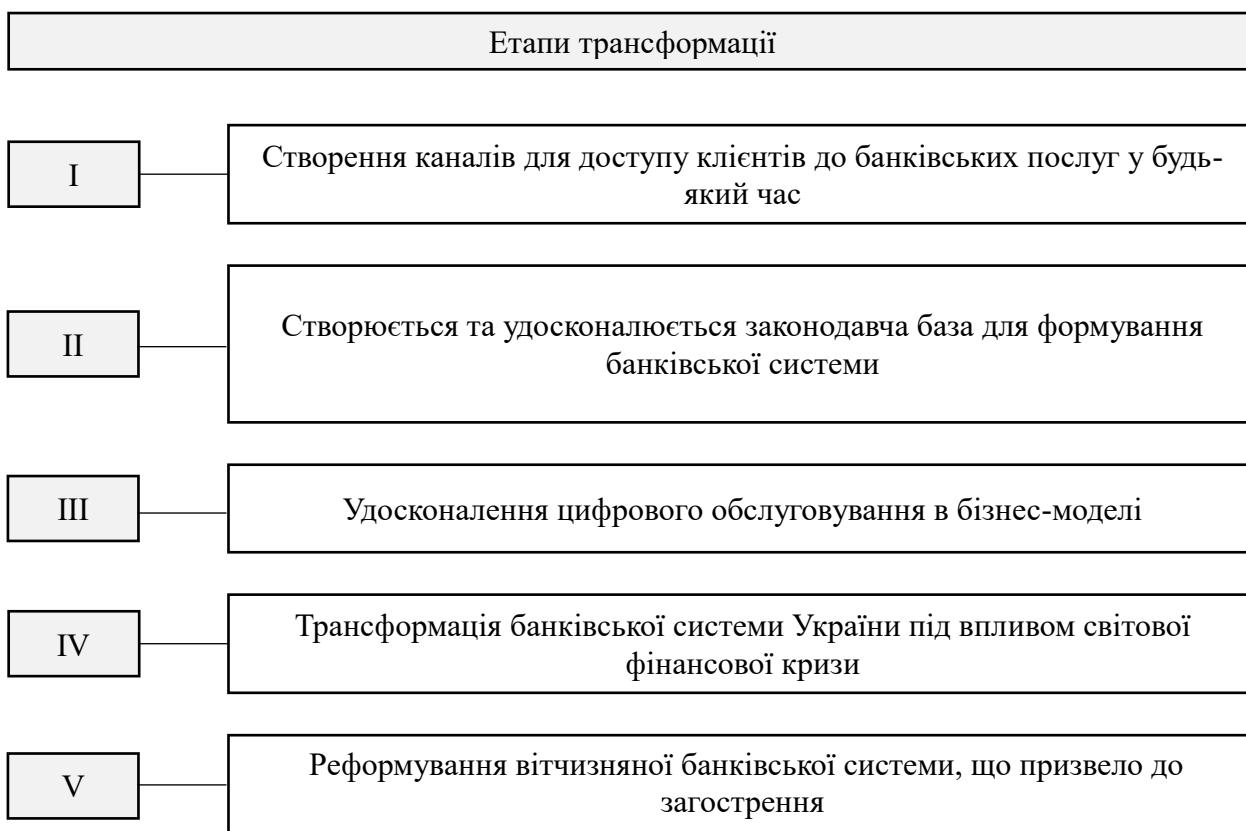 Етапи трансформації
I
Створення каналів для доступу клієнтів до банківських послуг у будь-
який час
II
Створюється та удосконалюється законодавча база для формування
банківської системи
III
Удосконалення цифрового обслуговування в бізнес-моделі
IV
Трансформація банківської системи України під впливом світової
фінансової кризи
V
Реформування вітчизняної банківської системи, що призвело до
загострення